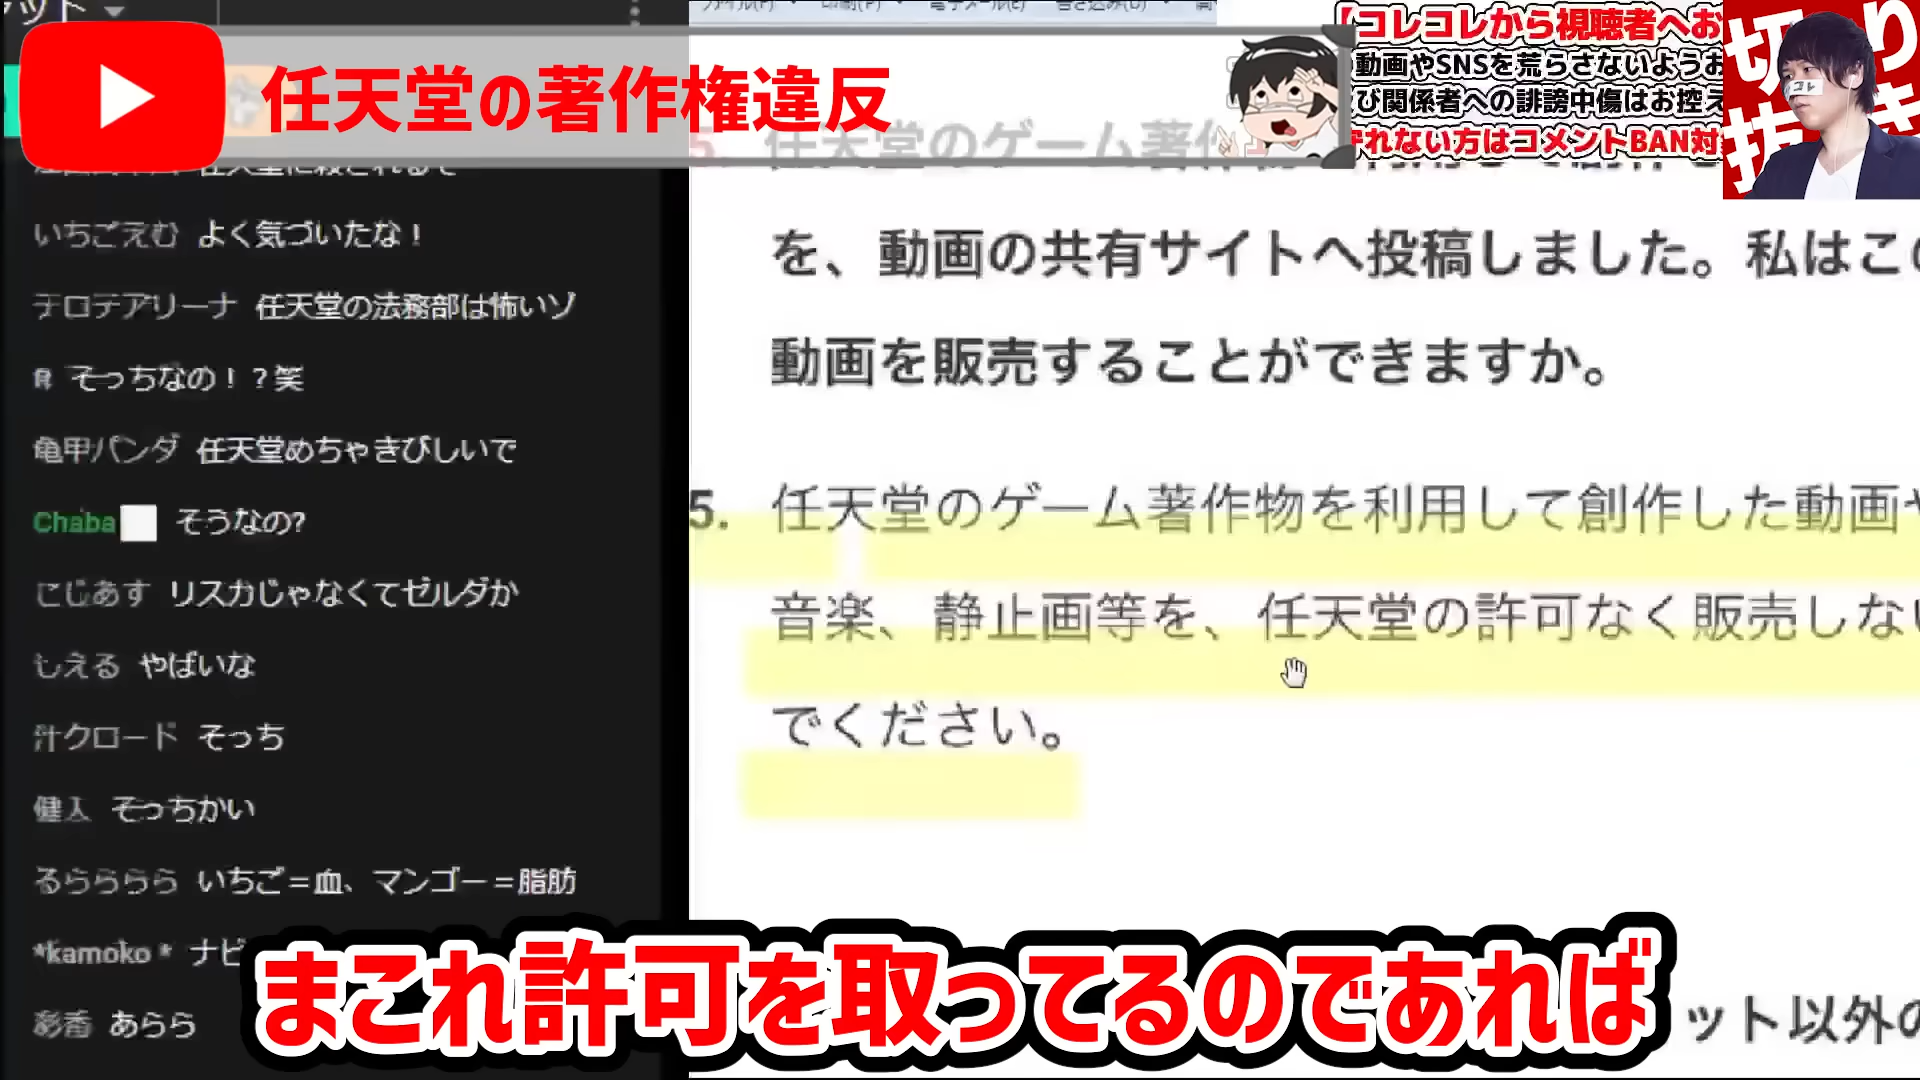 任天堂の著作権違反
「コレコレから視聴者へお
動画やSNSを荒らさないようお
び関係者への誹謗中傷はお控え
守れない方はコメントBAN対
切り抜き
いちごえむ よく気づいたな！
テロテアリーナ 任天堂の法務部は怖いゾ
R そっちなの！？笑
亀甲パンダ 任天堂めちゃきびしいで
Chaba そうなの?
こじあす リスカじゃなくてゼルダか
しえる やばいな
汁クロード そっち
健人 そっちかい
るらららら いちご＝血、マンゴー＝脂肪
*kamoko * ナビ
彩香 あらら
を、動画の共有サイトへ投稿しました。私はこの
動画を販売することができますか。
5. 任天堂のゲーム著作物を利用して創作した動画や
音楽、静止画等を、任天堂の許可なく販売しない
でください。
ット以外の
まこれ許可を取ってるのであれば